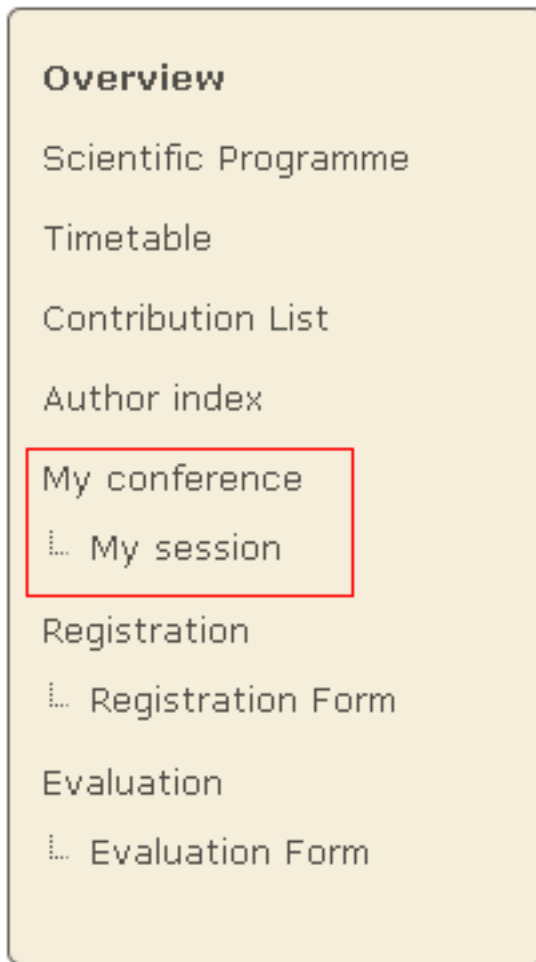 Overview
Scientific Programme
Timetable
Contribution List
Author index
My conference
My session
Registration
Registration Form
Evaluation
Evaluation Form